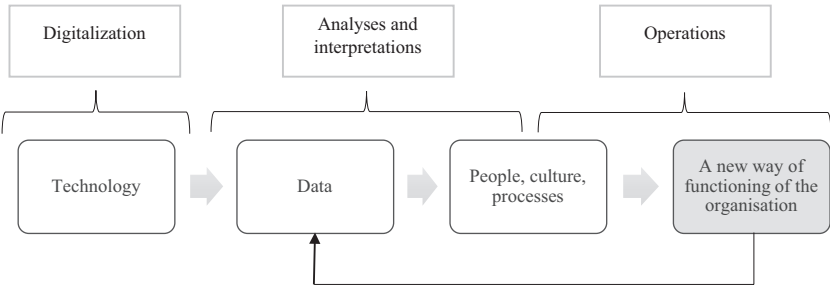 Digitalization
Analyses and
interpretations
Operations
Technology
Data
People, culture,
processes
A new way of
functioning of the
organisation